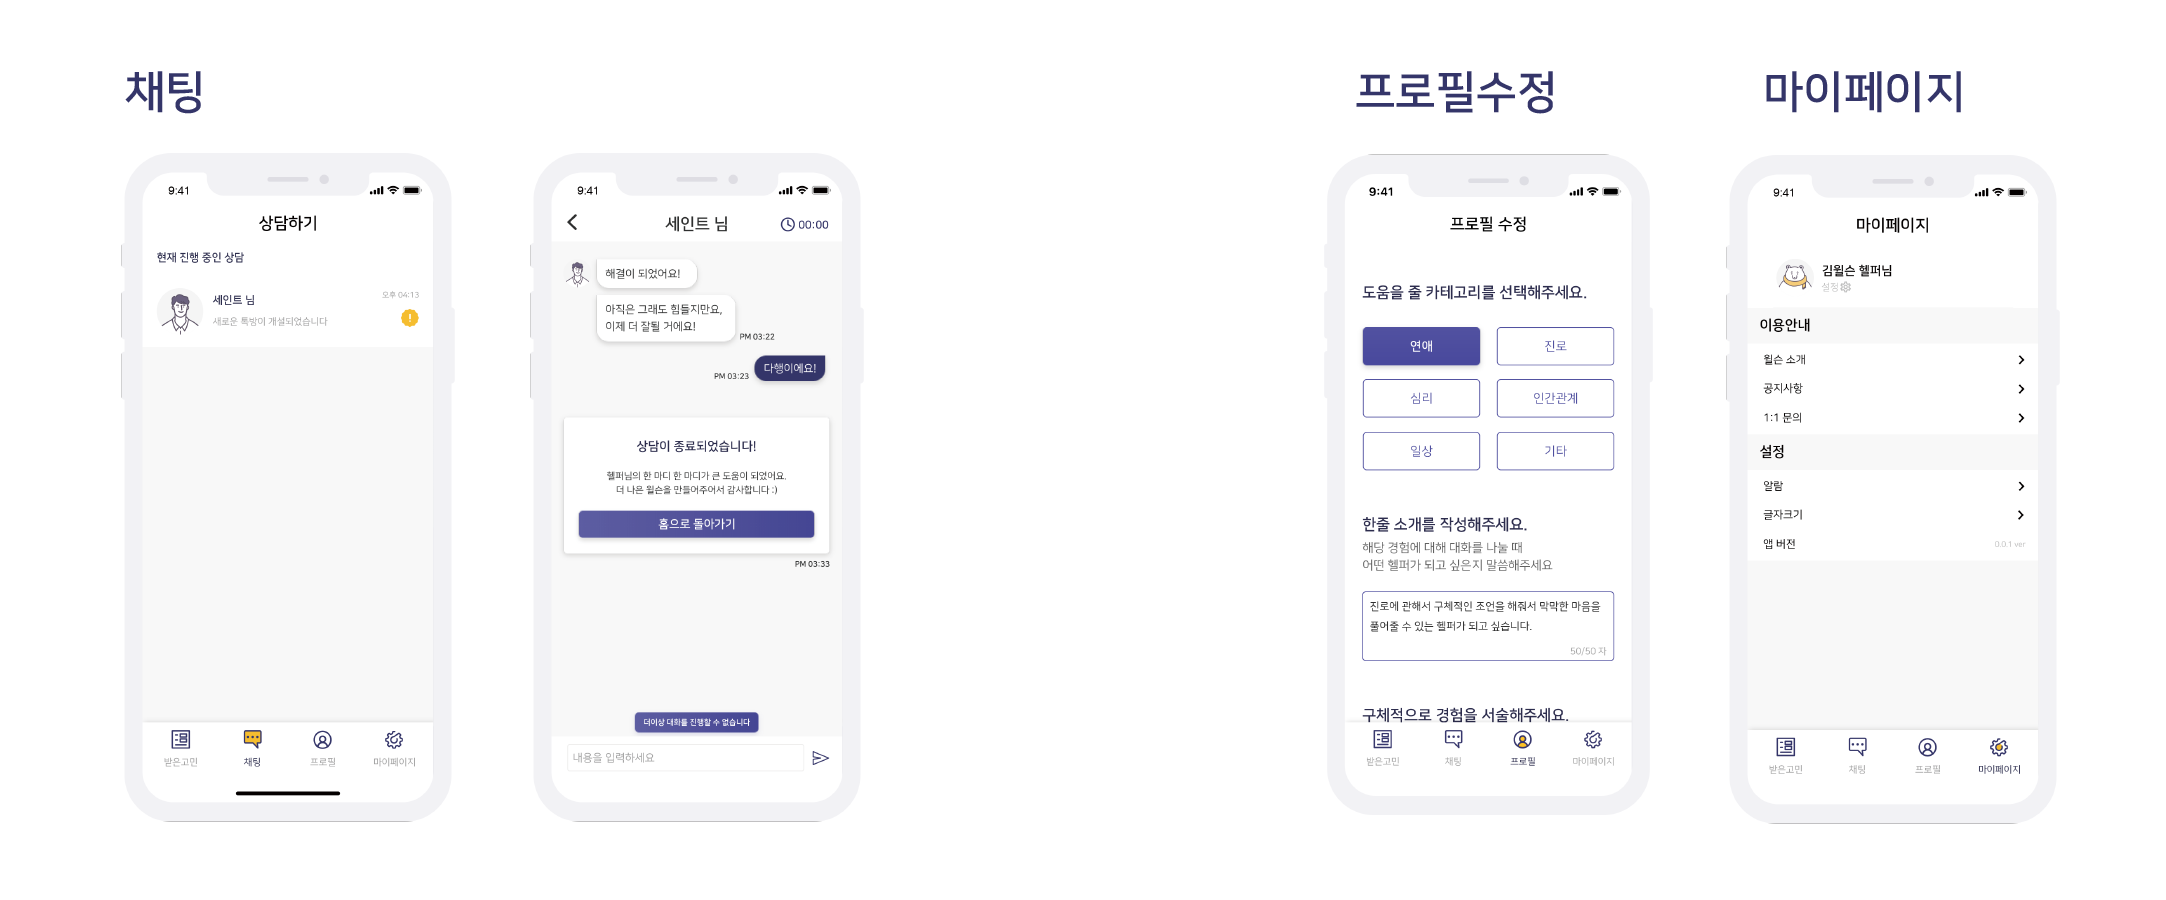 채팅
9:41
상담하기
현재 진행 중인 상담
세인트 님
오후 04:13
새로운 톡방이 개설되었습니다
받은고민
채팅
프로필
마이페이지
9:41
세인트 님
00:00
해결이 되었어요!
아직은 그래도 힘들지만요,
이제 더 잘될 거에요!
PM 03:22
다행이에요!
PM 03:23
상담이 종료되었습니다!
헬퍼님의 한 마디 한 마디가 큰 도움이 되었어요.
더 나은 윌슨을 만들어주어서 감사합니다 :)
홈으로 돌아가기
PM 03:33
더이상 대화를 진행할 수 없습니다
내용을 입력하세요
프로필수정
9:41
프로필 수정
도움을 줄 카테고리를 선택해주세요.
연애
진로
심리
인간관계
일상
기타
한줄 소개를 작성해주세요.
해당 경험에 대해 대화를 나눌 때
어떤 헬퍼가 되고 싶은지 말씀해주세요
진로에 관해서 구체적인 조언을 해줘서 막막한 마음을
풀어줄 수 있는 헬퍼가 되고 싶습니다.
50/50 자
구체적으로 경험을 서술해주세요.
받은고민
채팅
프로필
마이페이지
마이페이지
9:41
마이페이지
김윌슨 헬퍼님
설정
이용안내
윌슨 소개
공지사항
1:1 문의
설정
알람
글자크기
앱 버전
0.0.1 ver
받은고민
채팅
프로필
마이페이지